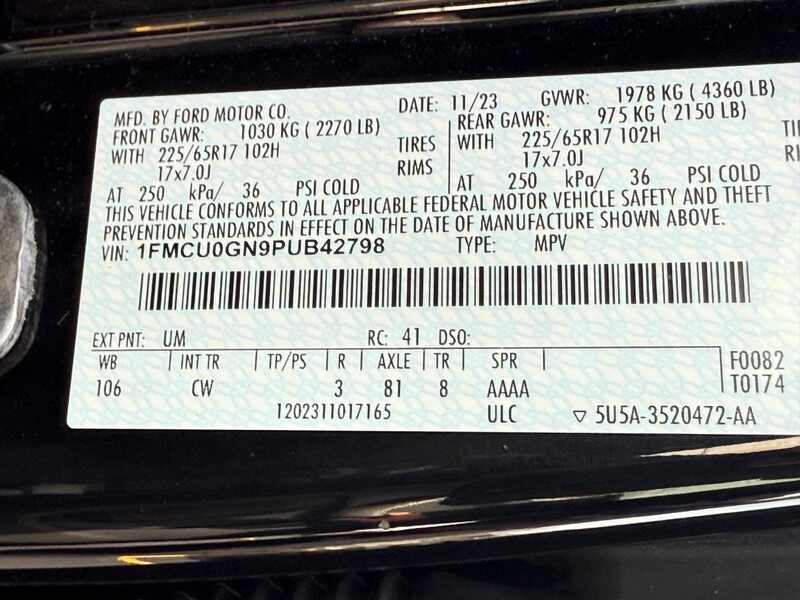 MFD. BY FORD MOTOR CO. DATE: 11/23 GVWR: 1978 KG ( 4360 LB)
FRONT GAWR: 1030 KG ( 2270 LB) REAR GAWR: 975 KG ( 2150 LB)
WITH 225/65R17 102H TIRES WITH 225/65R17 102H TI
17x7.0J RIMS 17x7.0J RI
AT 250 kPa/ 36 PSI COLD AT 250 kPa/ 36 PSI COLD
THIS VEHICLE CONFORMS TO ALL APPLICABLE FEDERAL MOTOR VEHICLE SAFETY AND THEFT
PREVENTION STANDARDS IN EFFECT ON THE DATE OF MANUFACTURE SHOWN ABOVE.
VIN: 1FMCU0GN9PUB42798 TYPE: MPV
EXT PNT: UM RC: 41 DSO:
WB INT TR TP/PS R AXLE TR SPR F0082
106 CW 3 81 8 AAAA T0174
1202311017165 ULC ▽ 5U5A-3520472-AA